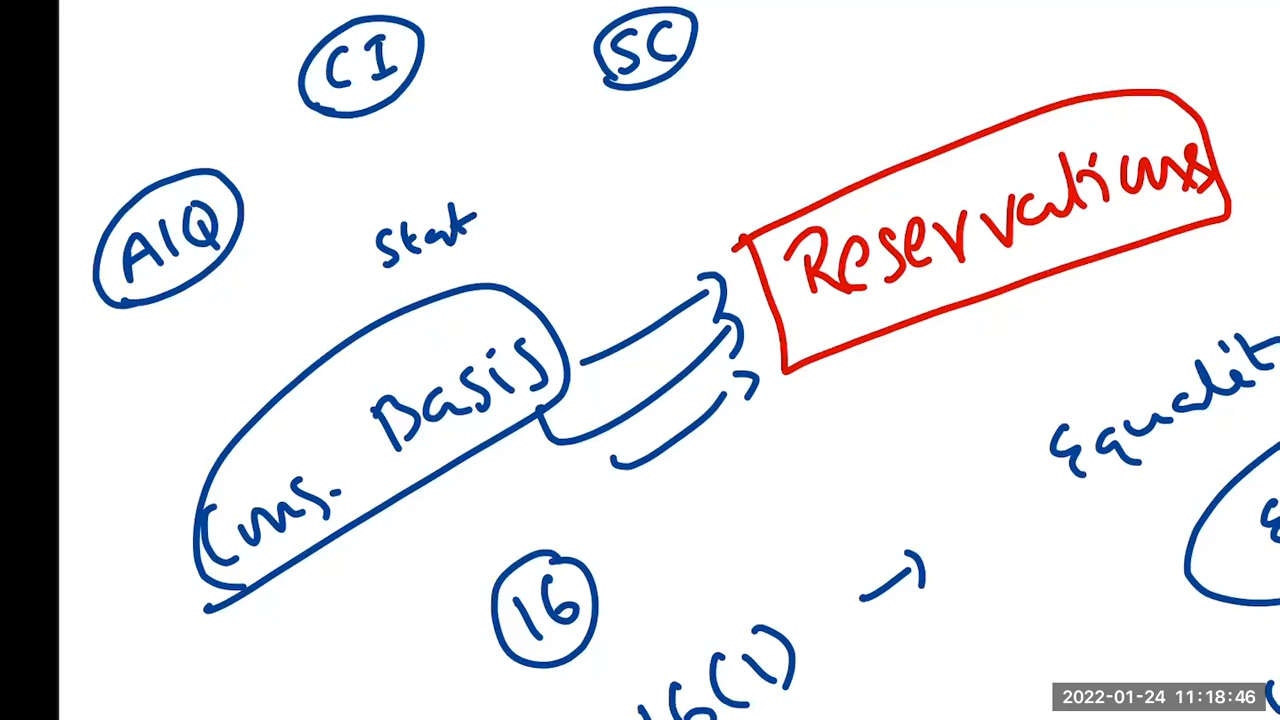 CI
SC
AIQ
Stat
Reservations
Cons. Basis
Equalit
16
16(1)
2022-01-24 11:18:46